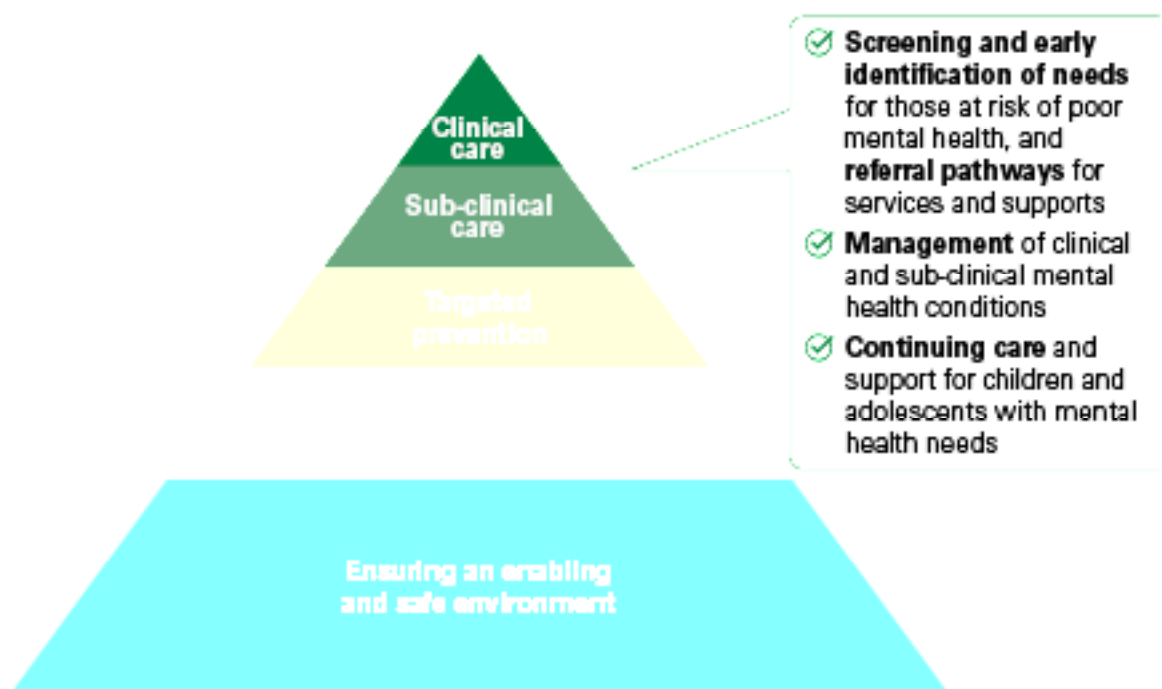 Clinical
care
Sub-clinical
care
Targeted
prevention
Ensuring an enabling
and safe environment
Screening and early
identification of needs
for those at risk of poor
mental health, and
referral pathways for
services and supports
Management of clinical
and sub-clinical mental
health conditions
Continuing care and
support for children and
adolescents with mental
health needs